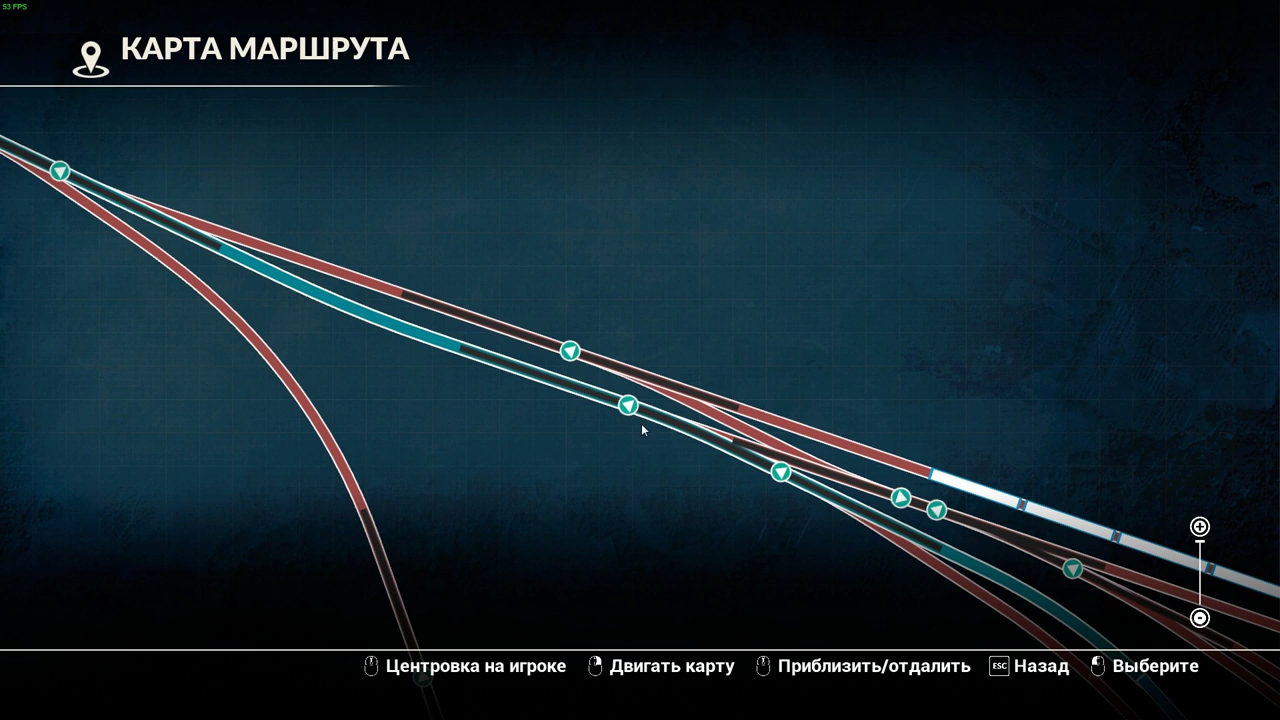 53 FPS
КАРТА МАРШРУТА
Центровка на игроке Двигать карту Приблизить/отдалить ESC Назад Выберите